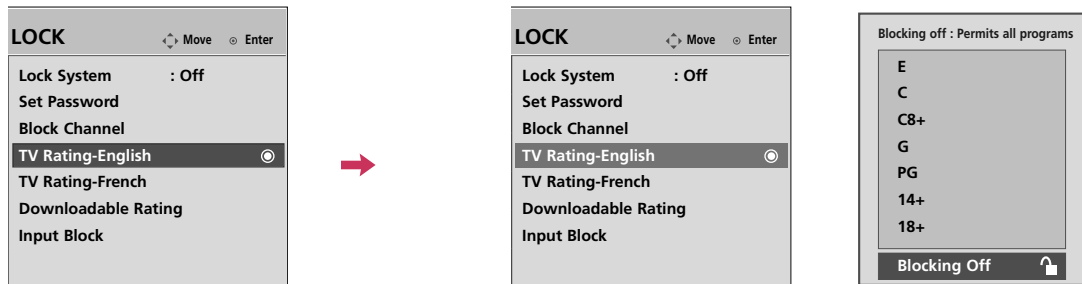 LOCK Move Enter
Lock System : Off
Set Password
Block Channel
TV Rating-English
TV Rating-French
Downloadable Rating
Input Block
LOCK Move Enter
Lock System : Off
Set Password
Block Channel
TV Rating-English
TV Rating-French
Downloadable Rating
Input Block
Blocking off : Permits all programs
E
C
C8+
G
PG
14+
18+
Blocking Off